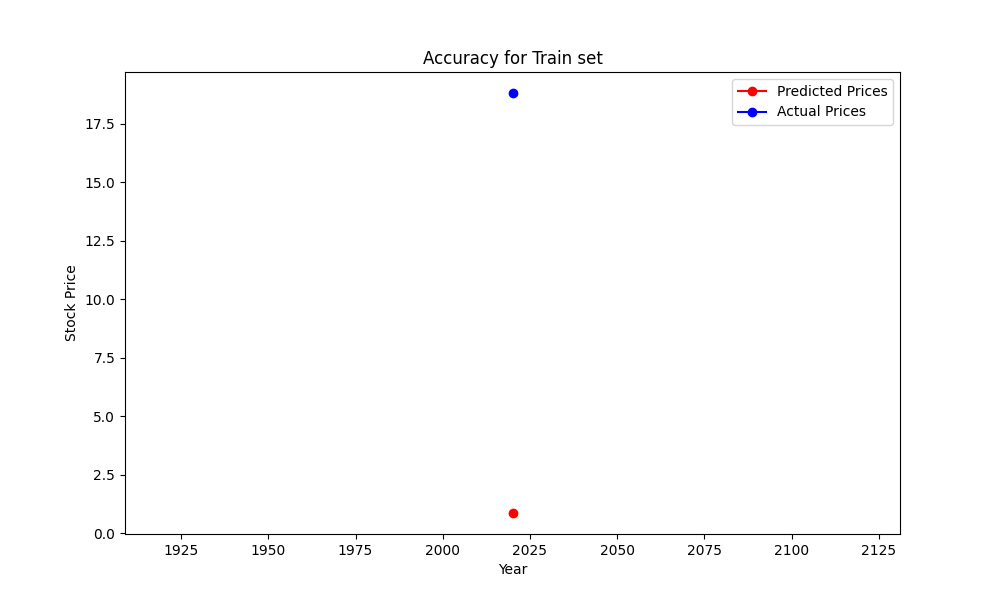 Accuracy for Train set
Predicted Prices
Actual Prices
17.5
15.0
12.5
10.0
7.5
5.0
2.5
0.0
Stock Price
1925 1950 1975 2000 2025 2050 2075 2100 2125
Year